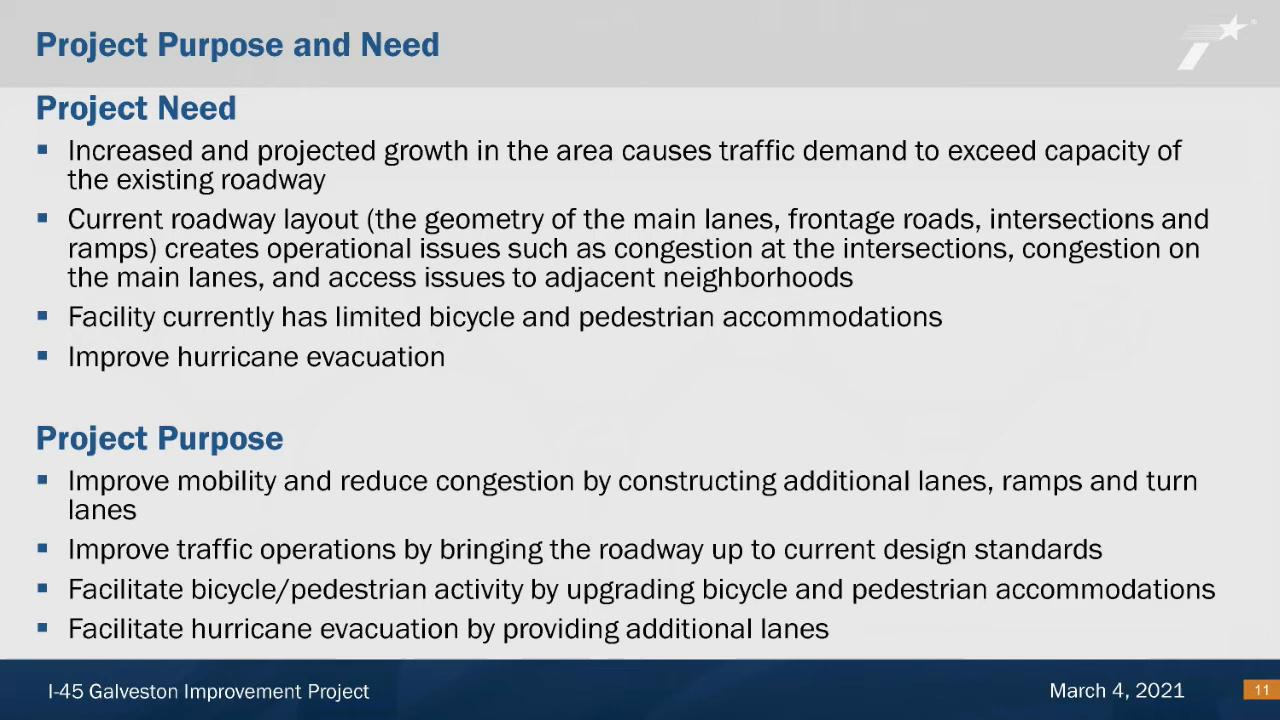 Project Purpose and Need
Project Need
▪ Increased and projected growth in the area causes traffic demand to exceed capacity of
the existing roadway
▪ Current roadway layout (the geometry of the main lanes, frontage roads, intersections and
ramps) creates operational issues such as congestion at the intersections, congestion on
the main lanes, and access issues to adjacent neighborhoods
▪ Facility currently has limited bicycle and pedestrian accommodations
▪ Improve hurricane evacuation
Project Purpose
▪ Improve mobility and reduce congestion by constructing additional lanes, ramps and turn
lanes
▪ Improve traffic operations by bringing the roadway up to current design standards
▪ Facilitate bicycle/pedestrian activity by upgrading bicycle and pedestrian accommodations
▪ Facilitate hurricane evacuation by providing additional lanes
I-45 Galveston Improvement Project
March 4, 2021
11